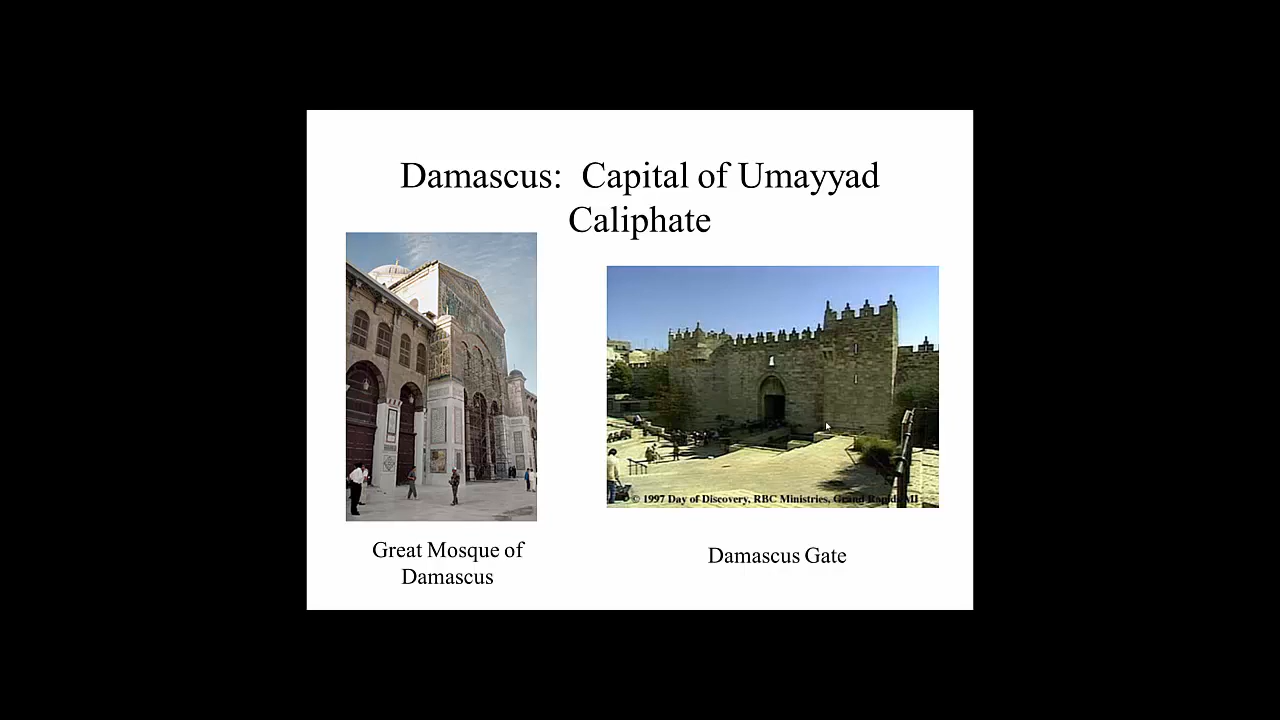 Damascus: Capital of Umayyad
Caliphate
© 1997 Day of Discovery, RBC Ministries, Grand Rapids MI
Great Mosque of
Damascus
Damascus Gate